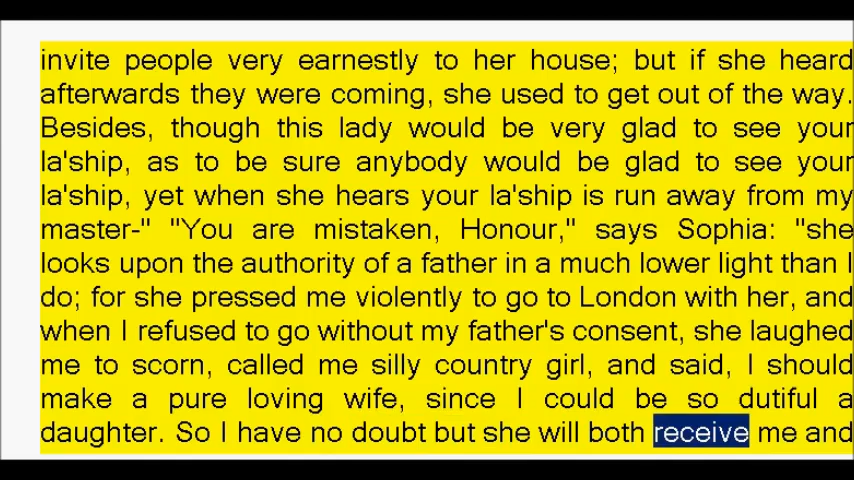 invite people very earnestly to her house; but if she heard
afterwards they were coming, she used to get out of the way.
Besides, though this lady would be very glad to see your
la'ship, as to be sure anybody would be glad to see your
la'ship, yet when she hears your la'ship is run away from my
master-" "You are mistaken, Honour," says Sophia: "she
looks upon the authority of a father in a much lower light than I
do; for she pressed me violently to go to London with her, and
when I refused to go without my father's consent, she laughed
me to scorn, called me silly country girl, and said, I should
make a pure loving wife, since I could be so dutiful a
daughter. So I have no doubt but she will both receive me and